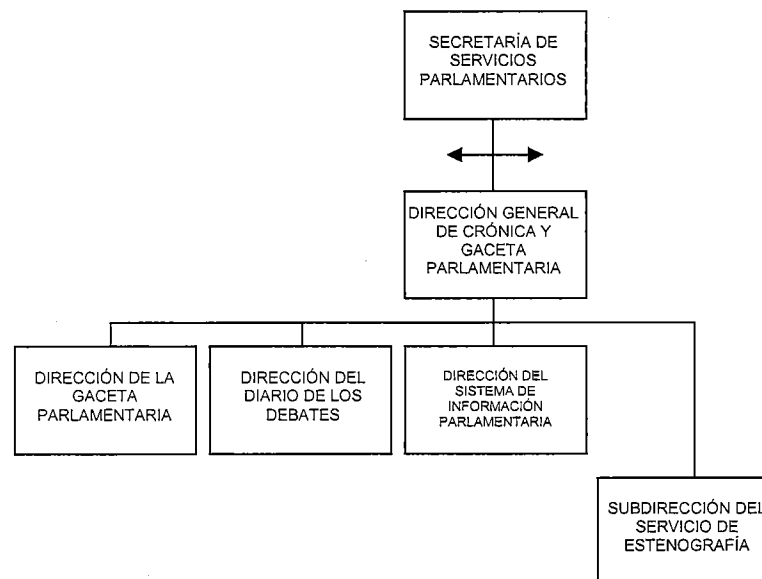 SECRETARÍA DE
SERVICIOS
PARLAMENTARIOS
DIRECCIÓN GENERAL
DE CRÓNICA Y
GACETA
PARLAMENTARIA
DIRECCIÓN DE LA
GACETA
PARLAMENTARIA
DIRECCIÓN DEL
DIARIO DE LOS
DEBATES
DIRECCIÓN DEL
SISTEMA DE
INFORMACIÓN
PARLAMENTARIA
SUBDIRECCIÓN DEL
SERVICIO DE
ESTENOGRAFÍA